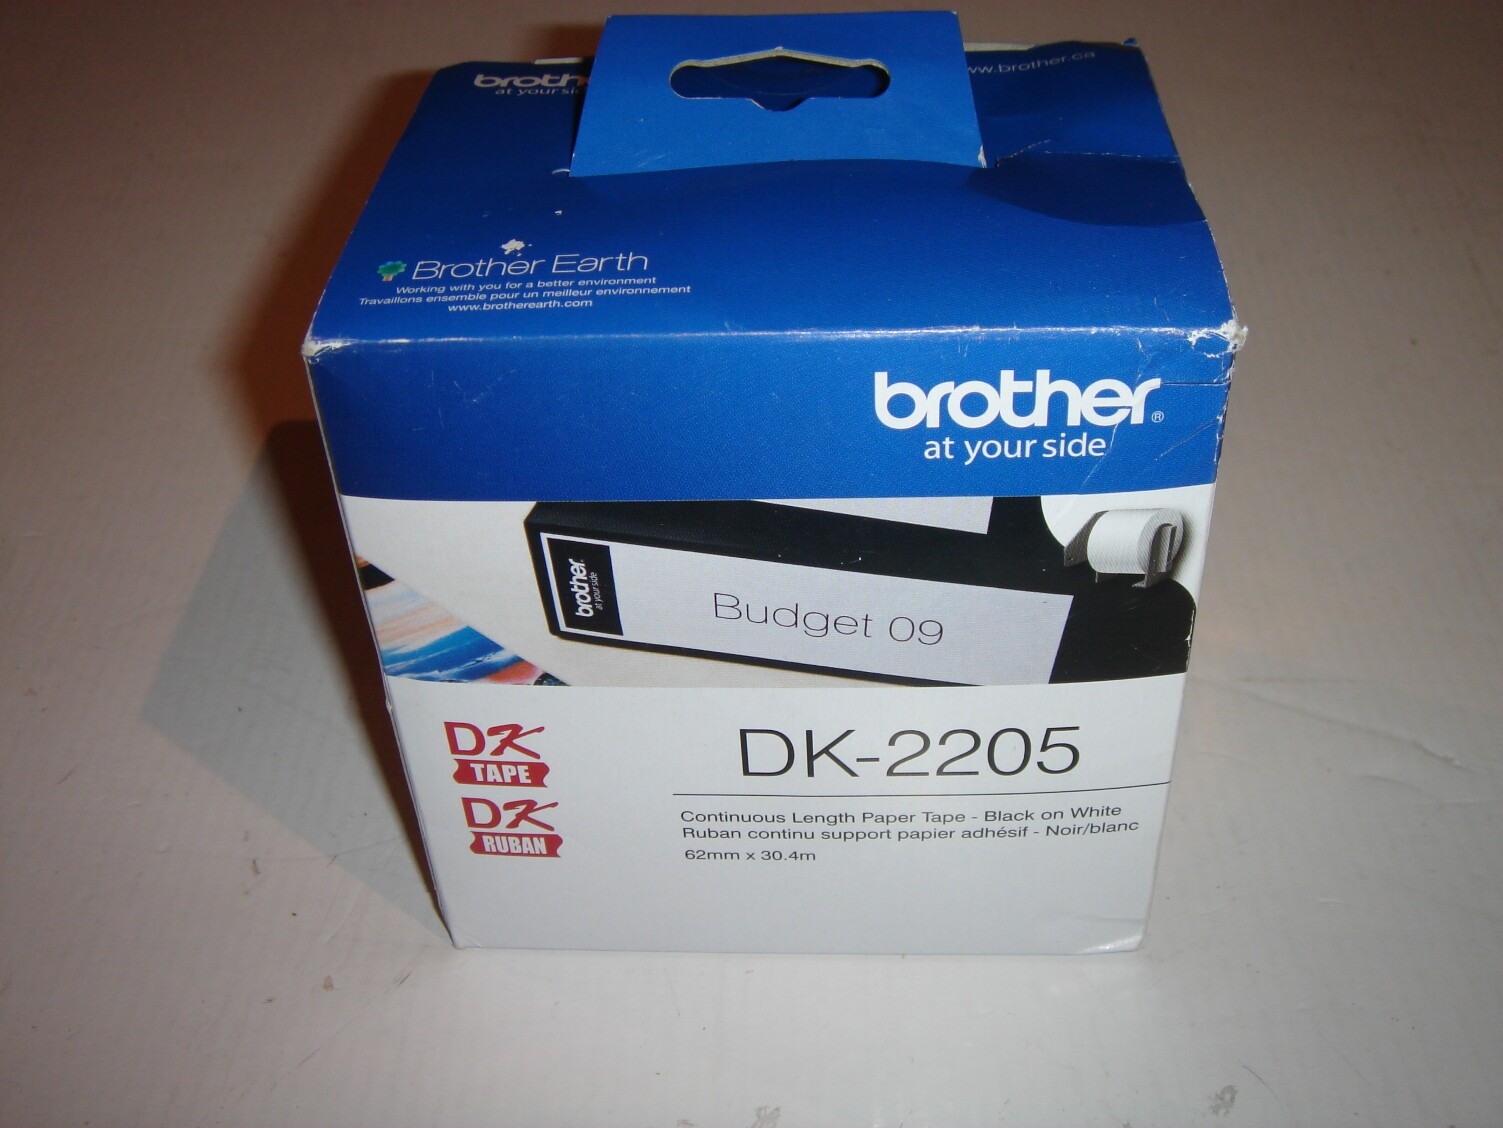 at your
www.brother.ca
Brother Earth
Working with you for a better environment
Travaillons ensemble pour un meilleur environnement
www.brotherearth.com
brother®
at your side
brother
at your side
Budget 09
DK
TAPE
DK
RUBAN
DK-2205
Continuous Length Paper Tape - Black on White
Ruban continu support papier adhésif - Noir/blanc
62mm x 30.4m